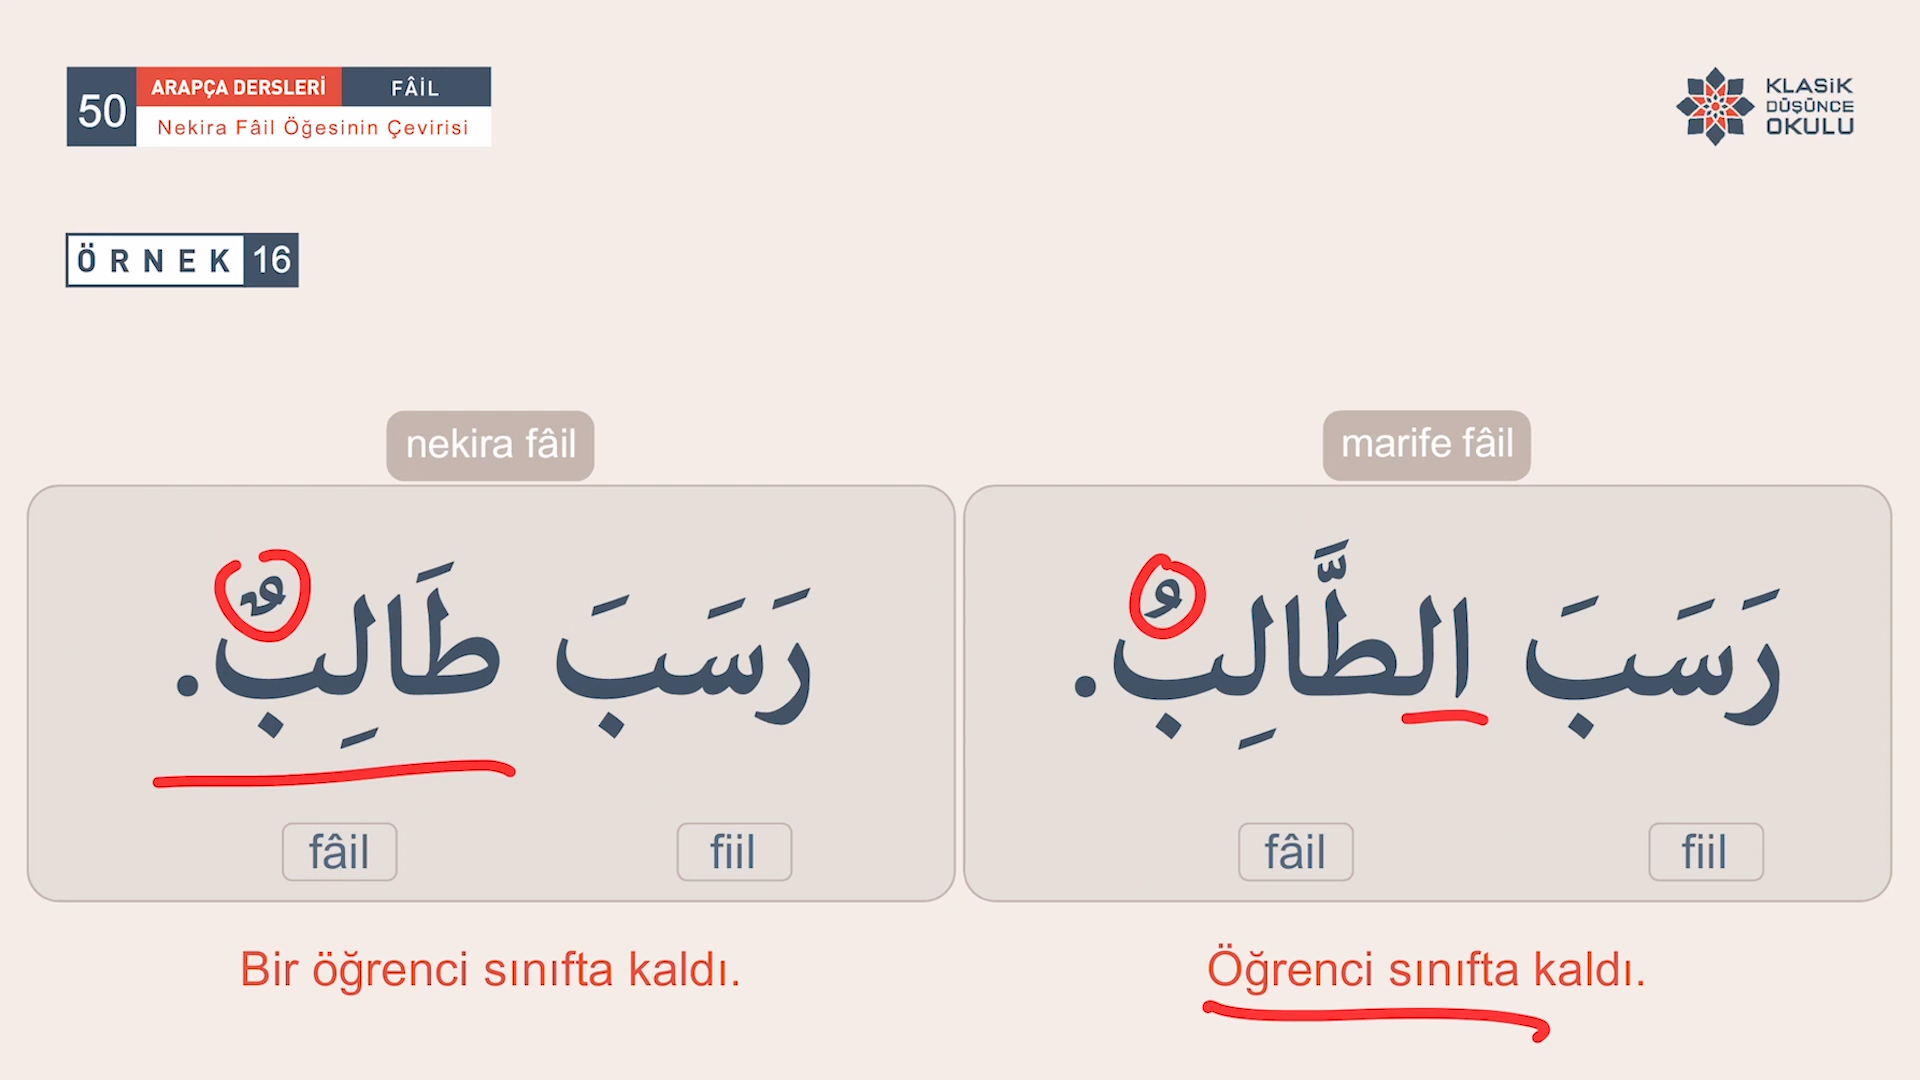 50
ARAPÇA DERSLERİ
FÂİL
Nekira Fâil Öğesinin Çevirisi
KLASİK
DÜŞÜNCE
OKULU
ÖRNEK 16
nekira fâil
marife fâil
رَسَبَ طَالِبٌ.
رَسَبَ الطَّالِبُ.
fâil
fiil
fâil
fiil
Bir öğrenci sınıfta kaldı.
Öğrenci sınıfta kaldı.